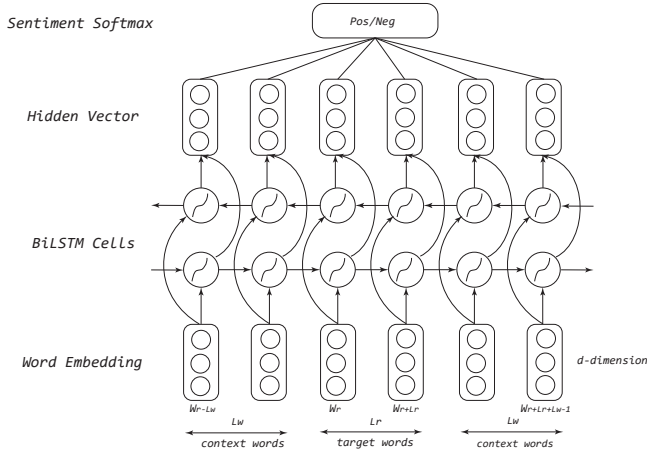 Sentiment Softmax
Pos/Neg
Hidden Vector
BiLSTM Cells
Word Embedding
d-dimension
Wr-Lw
Wr
Wr+Lr
Wr+Lr+Lw-1
Lw
Lr
Lw
context words
target words
context words